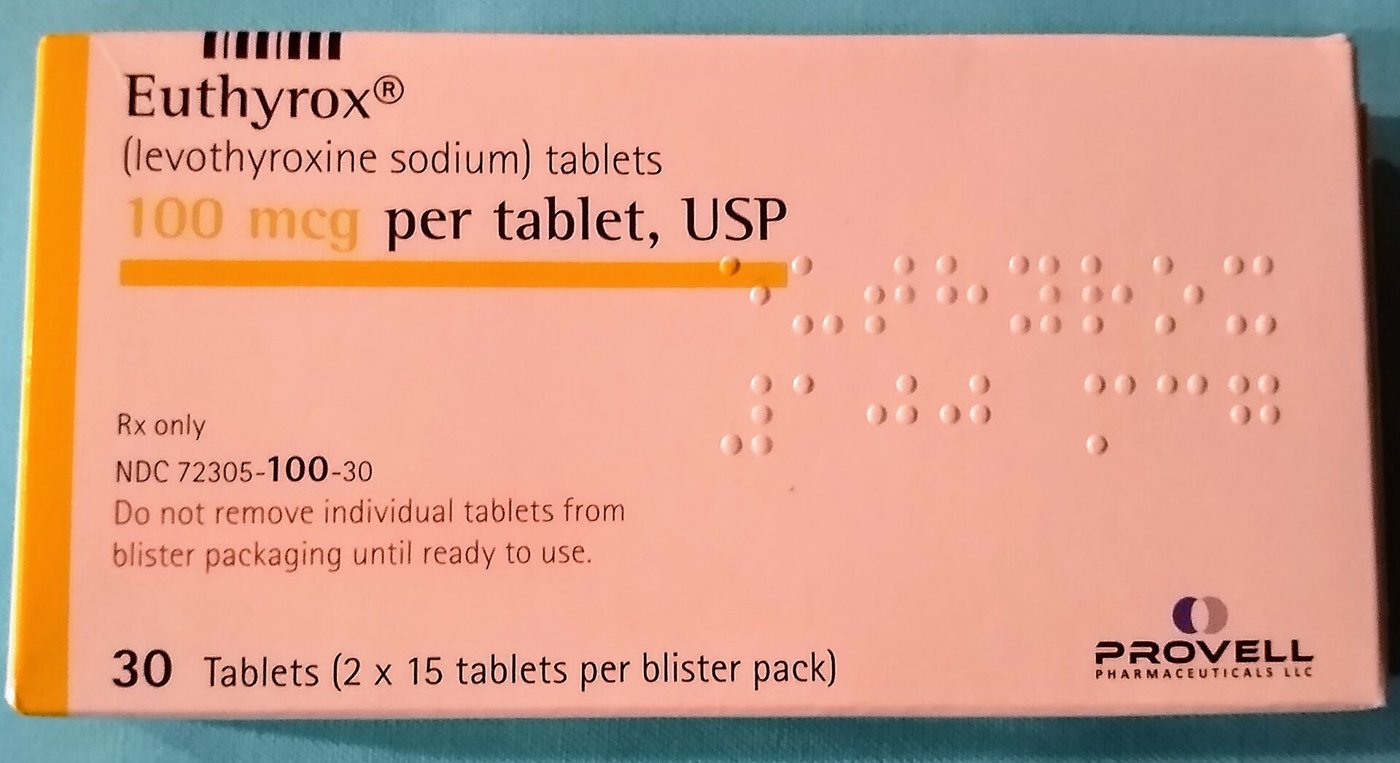 Euthyrox®
(levothyroxine sodium) tablets
100 mcg per tablet, USP
⠑⠥⠞⠓⠽⠗⠕⠭
⠼⠁⠚⠚ ⠍⠉⠛
Rx only
NDC 72305-100-30
Do not remove individual tablets from
blister packaging until ready to use.
30 Tablets (2 x 15 tablets per blister pack)
PROVELL
PHARMACEUTICALS LLC